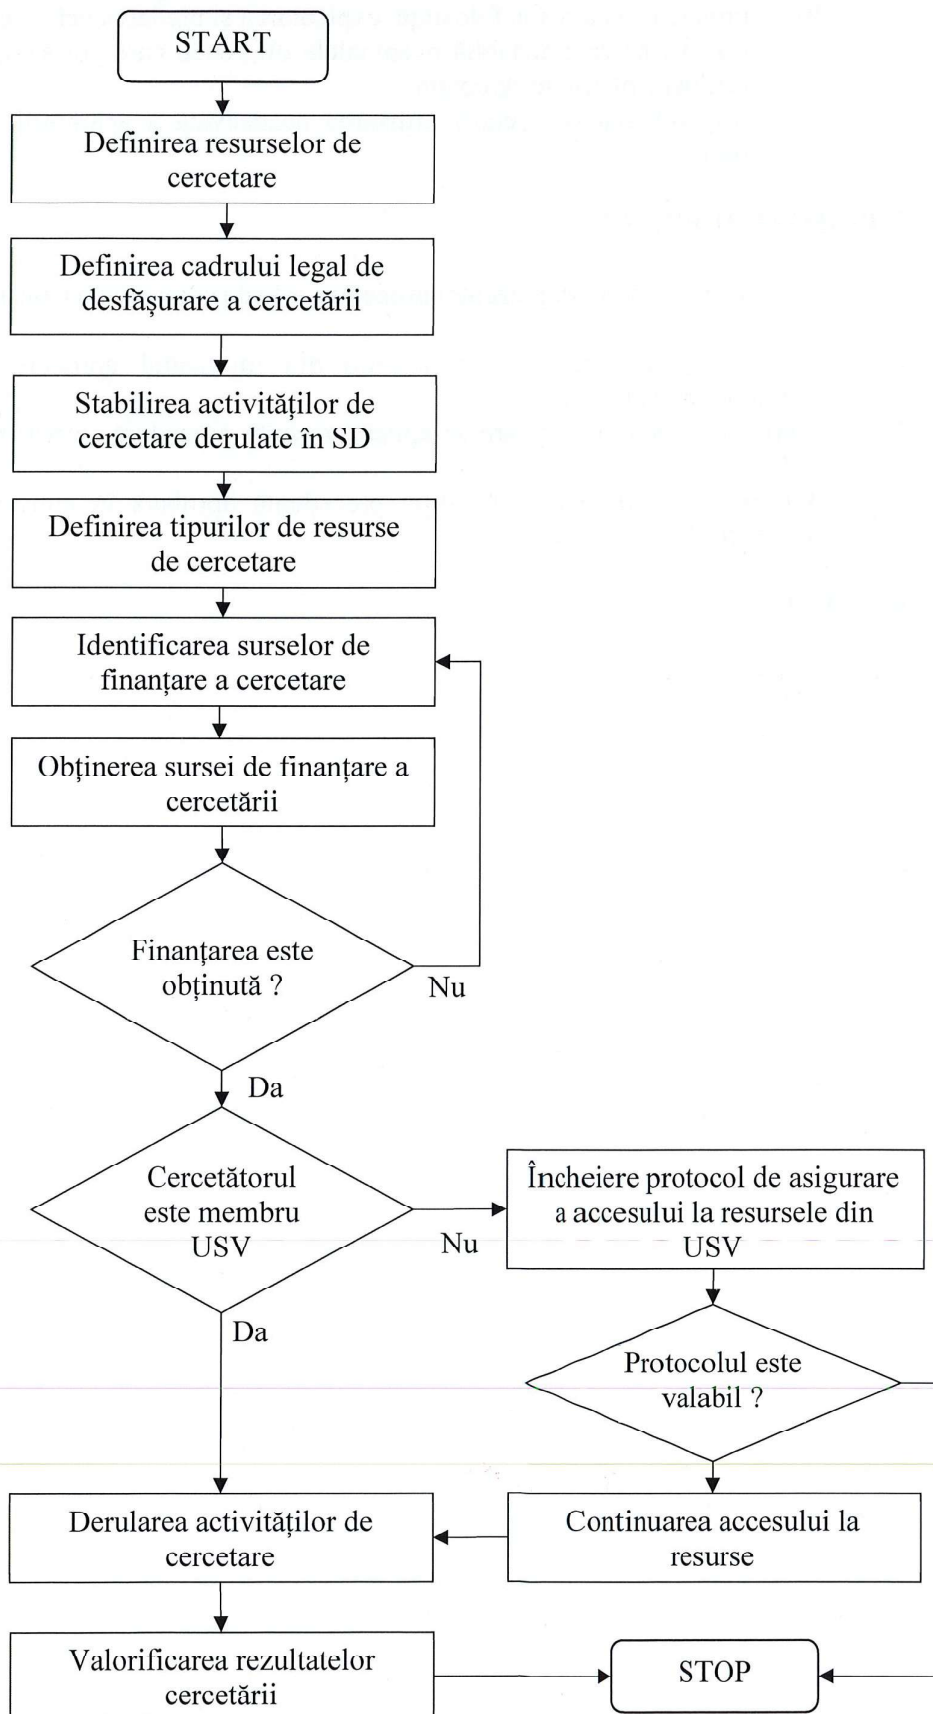 START
Definirea resurselor de
cercetare
Definirea cadrului legal de
desfășurare a cercetării
Stabilirea activităților de
cercetare derulate în SD
Definirea tipurilor de resurse
de cercetare
Identificarea surselor de
finanțare a cercetare
Obținerea sursei de finanțare a
cercetării
Finanțarea este
obținută ?
Nu
Da
Cercetătorul
este membru
USV
Nu
Încheiere protocol de asigurare
a accesului la resursele din
USV
Da
Protocolul este
valabil ?
Derularea activităților de
cercetare
Continuarea accesului la
resurse
Valorificarea rezultatelor
cercetării
STOP